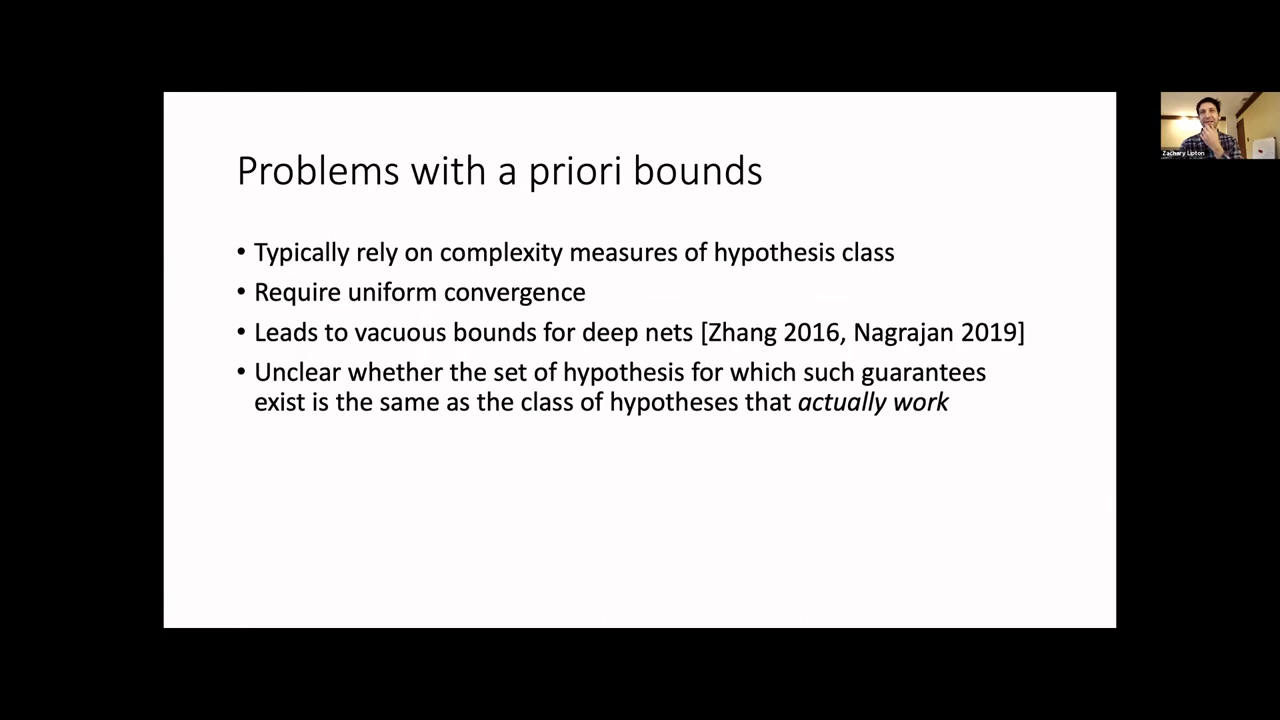 Problems with a priori bounds
• Typically rely on complexity measures of hypothesis class
• Require uniform convergence
• Leads to vacuous bounds for deep nets [Zhang 2016, Nagrajan 2019]
• Unclear whether the set of hypothesis for which such guarantees
exist is the same as the class of hypotheses that actually work
Zachary Lipton